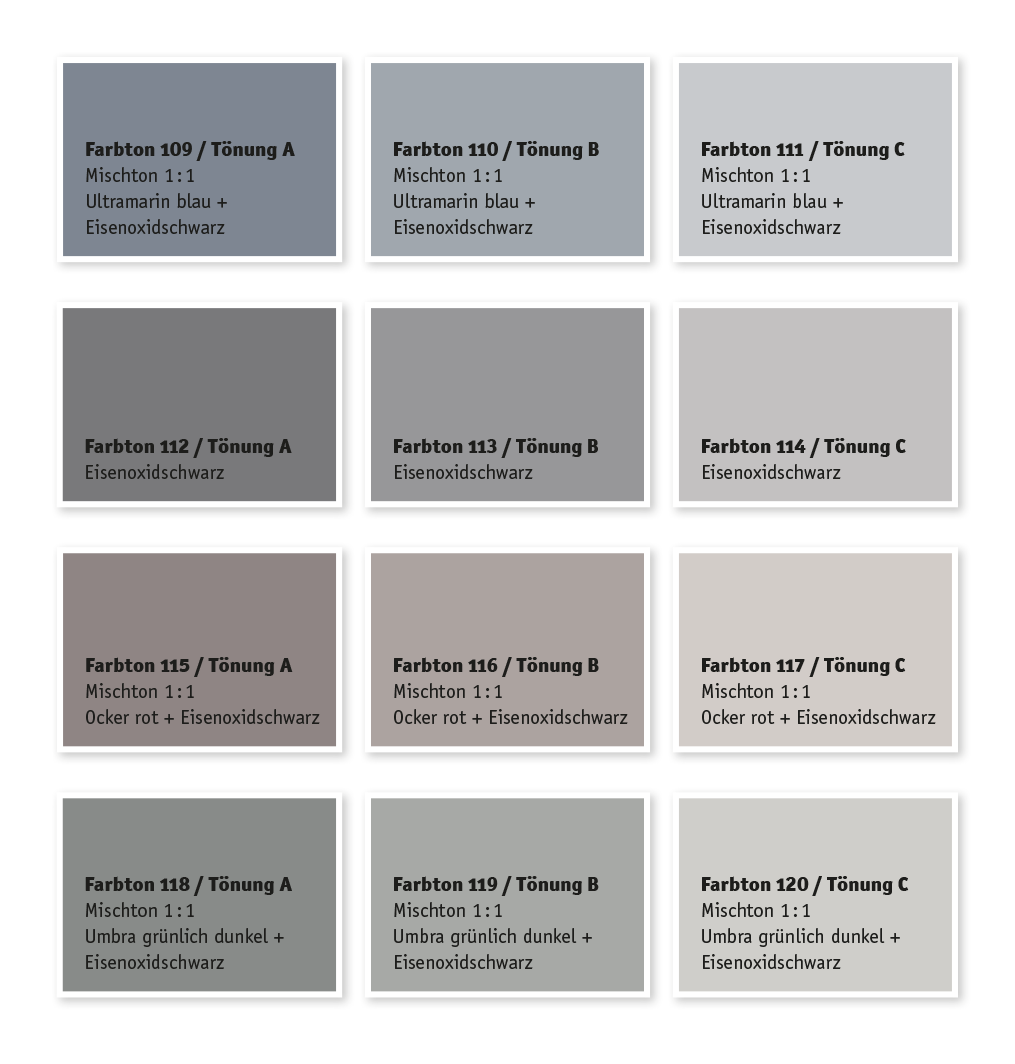 Farbton 109 / Tönung A
Mischton 1:1
Ultramarin blau +
Eisenoxidschwarz
Farbton 110 / Tönung B
Mischton 1:1
Ultramarin blau +
Eisenoxidschwarz
Farbton 111 / Tönung C
Mischton 1:1
Ultramarin blau +
Eisenoxidschwarz
Farbton 112 / Tönung A
Eisenoxidschwarz
Farbton 113 / Tönung B
Eisenoxidschwarz
Farbton 114 / Tönung C
Eisenoxidschwarz
Farbton 115 / Tönung A
Mischton 1:1
Ocker rot + Eisenoxidschwarz
Farbton 116 / Tönung B
Mischton 1:1
Ocker rot + Eisenoxidschwarz
Farbton 117 / Tönung C
Mischton 1:1
Ocker rot + Eisenoxidschwarz
Farbton 118 / Tönung A
Mischton 1:1
Umbra grünlich dunkel +
Eisenoxidschwarz
Farbton 119 / Tönung B
Mischton 1:1
Umbra grünlich dunkel +
Eisenoxidschwarz
Farbton 120 / Tönung C
Mischton 1:1
Umbra grünlich dunkel +
Eisenoxidschwarz